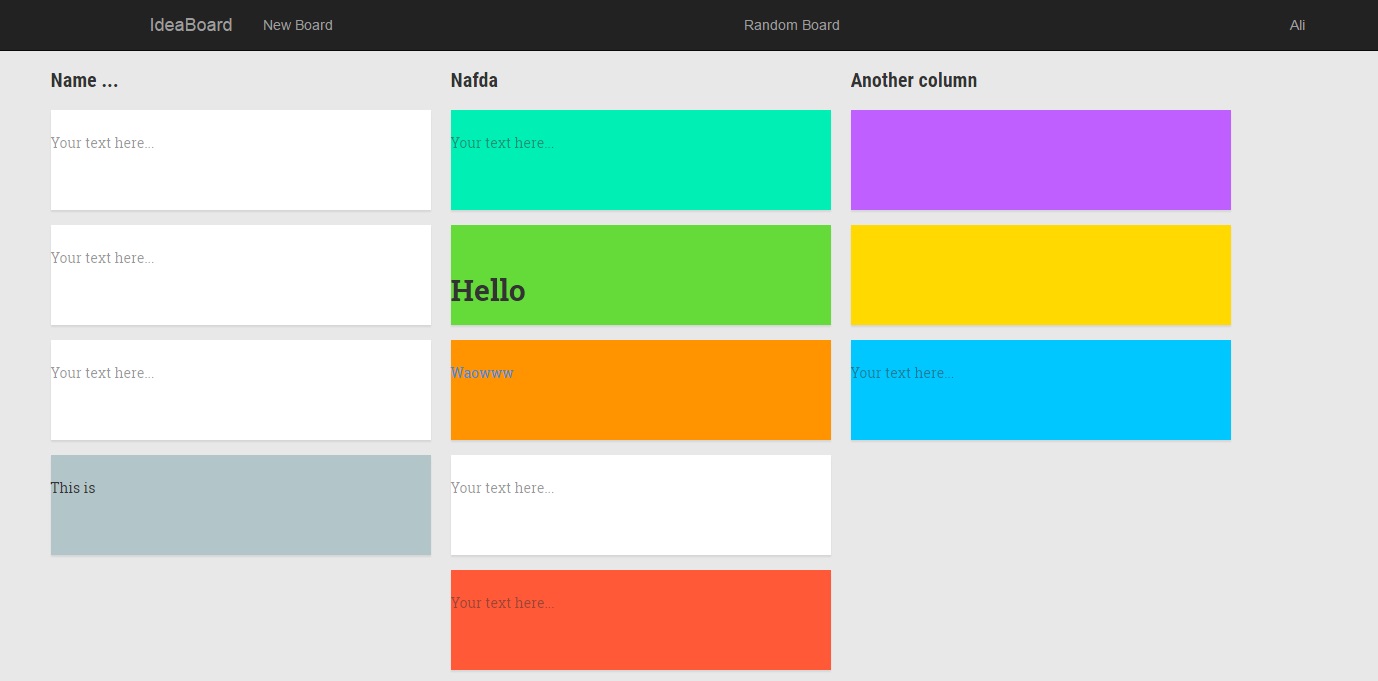 IdeaBoard New Board Random Board Ali
Name ...
Your text here...
Your text here...
Your text here...
This is
Nafda
Your text here...
Hello
Waowww
Your text here...
Your text here...
Another column
Your text here...